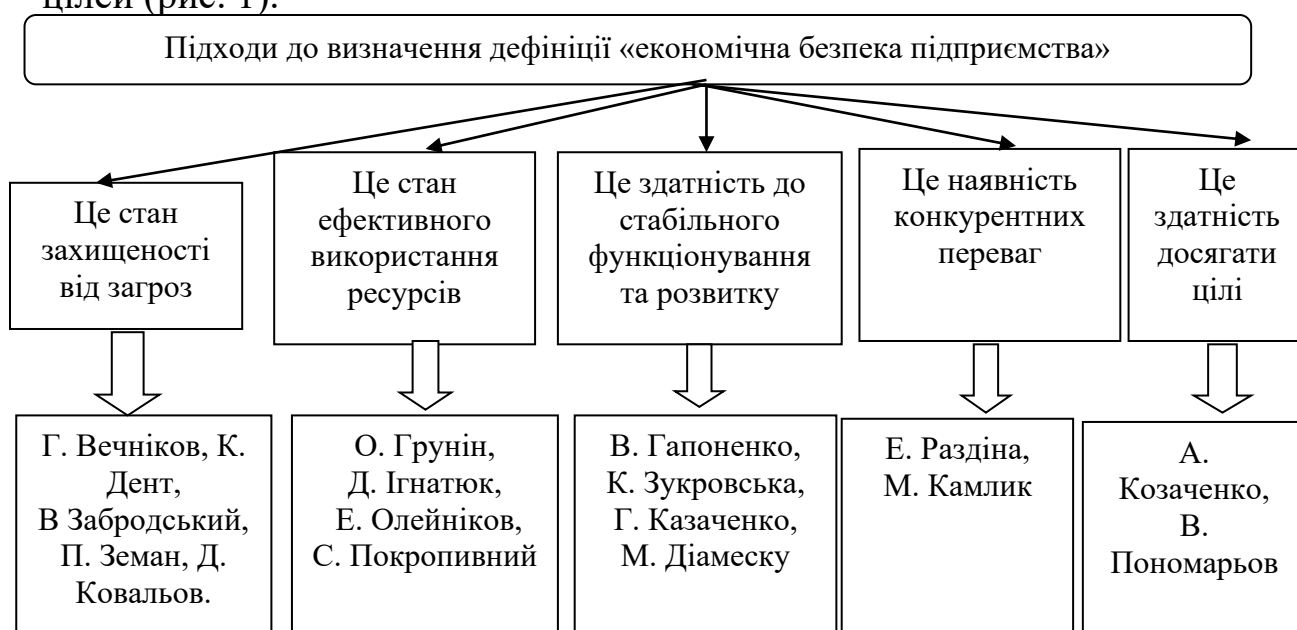 цілей (рис. 1).
Підходи до визначення дефініції «економічна безпека підприємства»
Це стан
захищеності
від загроз
Це стан
ефективного
використання
ресурсів
Це здатність до
стабільного
функціонування
та розвитку
Це наявність
конкурентних
переваг
Це
здатність
досягати
цілі
Г. Вечніков, К.
Дент,
В Забродський,
П. Земан, Д.
Ковальов.
О. Грунін,
Д. Ігнатюк,
Е. Олейніков,
С. Покропивний
В. Гапоненко,
К. Зукровська,
Г. Казаченко,
М. Діамеску
Е. Раздіна,
М. Камлик
А.
Козаченко,
В.
Пономарьов